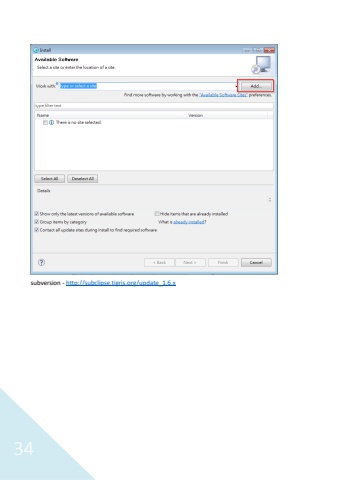 Install
Available Software
Select a site or enter the location of a site.
Work with: type or select a site
Add...
Find more software by working with the "Available Software Sites" preferences.
type filter text
Name Version
There is no site selected.
Select All Deselect All
Details
Show only the latest versions of available software Hide items that are already installed
Group items by category What is already installed?
Contact all update sites during install to find required software
? < Back Next > Finish Cancel
subversion - http://subclipse.tigris.org/update_1.6.x
34